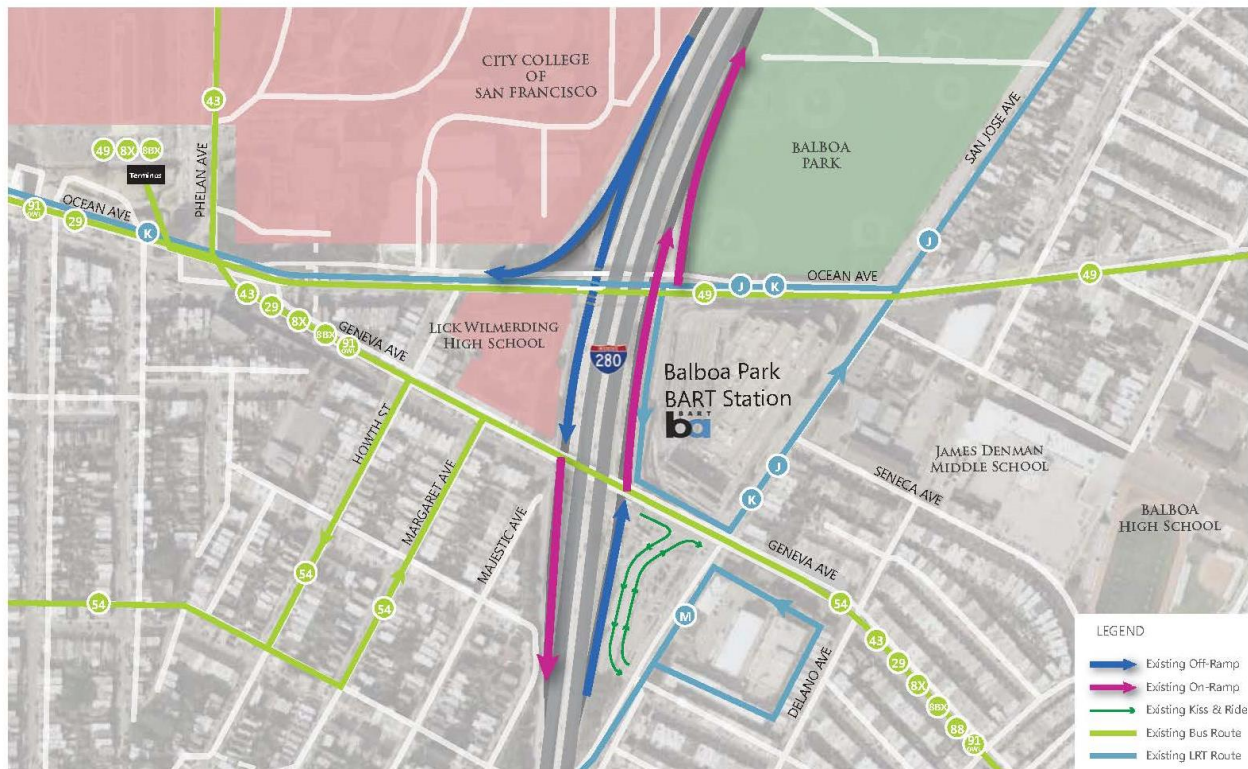 CITY COLLEGE
OF
SAN FRANCISCO
43
BALBOA
PARK
SAN JOSE AVE
49
8X
8BX
Terminus
PHELAN AVE
OCEAN AVE
91
OWL
29
K
J
OCEAN AVE
49
J
K
49
43
29
8X
8BX
91
OWL
GENEVA AVE
LICK WILMERDING
HIGH SCHOOL
INTERSTATE
280
Balboa Park
BART Station
BART
ba
HOWTH ST
MARGARET AVE
MAJESTIC AVE
J
K
JAMES DENMAN
MIDDLE SCHOOL
SENECA AVE
BALBOA
HIGH SCHOOL
GENEVA AVE
54
54
54
54
43
29
8X
8BX
88
91
OWL
M
DELANO AVE
LEGEND
Existing Off-Ramp
Existing On-Ramp
Existing Kiss & Ride
Existing Bus Route
Existing LRT Route